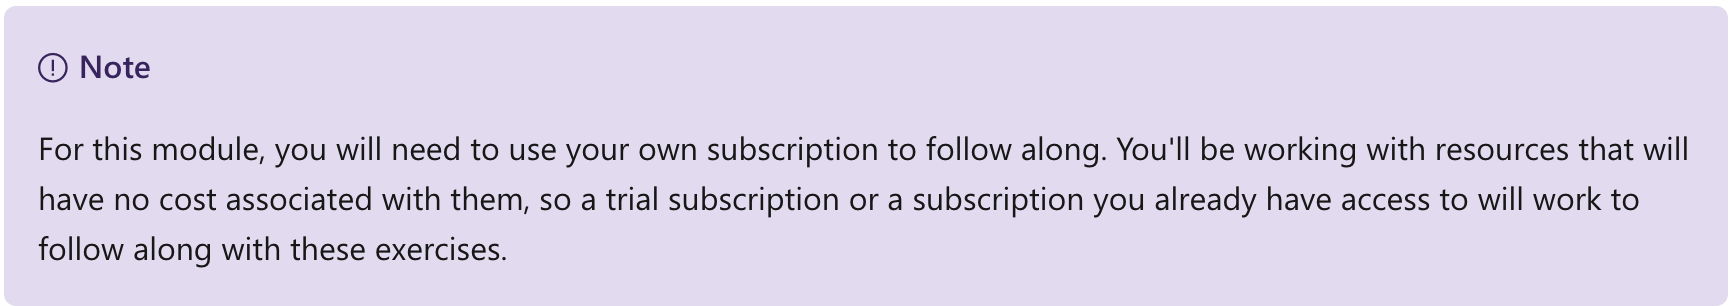 Note
For this module, you will need to use your own subscription to follow along. You'll be working with resources that will
have no cost associated with them, so a trial subscription or a subscription you already have access to will work to
follow along with these exercises.